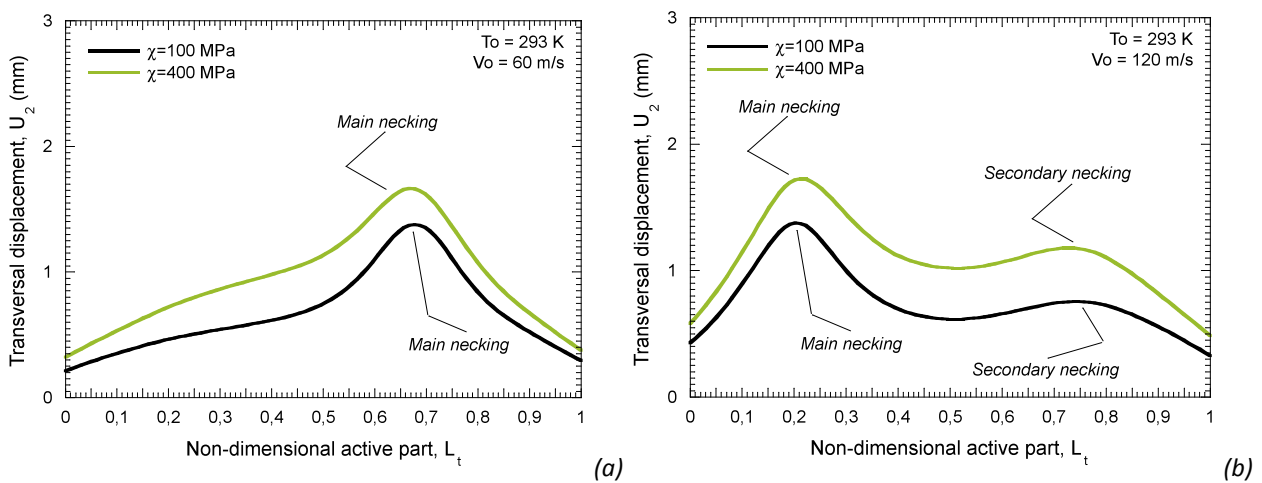 3
χ=100 MPa
χ=400 MPa
To = 293 K
Vo = 60 m/s
Main necking
2
1
Main necking
0
0 0,1 0,2 0,3 0,4 0,5 0,6 0,7 0,8 0,9 1
Transversal displacement, U2 (mm)
Non-dimensional active part, Lt
(a)
3
χ=100 MPa
χ=400 MPa
To = 293 K
Vo = 120 m/s
Main necking
2
Secondary necking
1
Main necking
Secondary necking
0
0 0,1 0,2 0,3 0,4 0,5 0,6 0,7 0,8 0,9 1
Transversal displacement, U2 (mm)
Non-dimensional active part, Lt
(b)